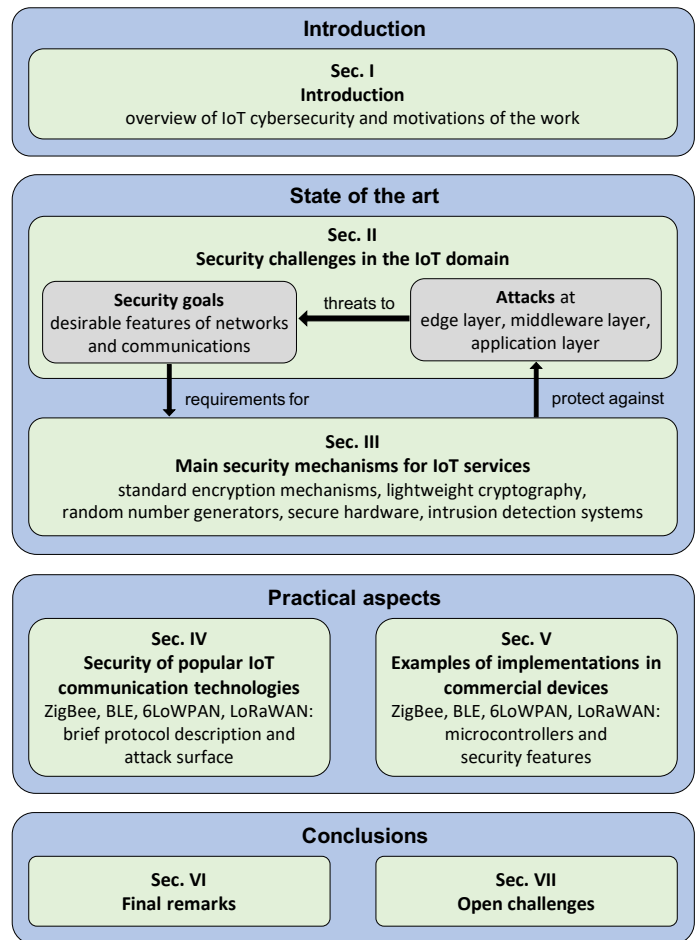 Introduction
Sec. I
Introduction
overview of IoT cybersecurity and motivations of the work
State of the art
Sec. II
Security challenges in the IoT domain
Security goals
desirable features of networks
and communications
threats to
Attacks at
edge layer, middleware layer,
application layer
requirements for
protect against
Sec. III
Main security mechanisms for IoT services
standard encryption mechanisms, lightweight cryptography,
random number generators, secure hardware, intrusion detection systems
Practical aspects
Sec. IV
Security of popular IoT
communication technologies
ZigBee, BLE, 6LoWPAN, LoRaWAN:
brief protocol description and
attack surface
Sec. V
Examples of implementations in
commercial devices
ZigBee, BLE, 6LoWPAN, LoRaWAN:
microcontrollers and
security features
Conclusions
Sec. VI
Final remarks
Sec. VII
Open challenges